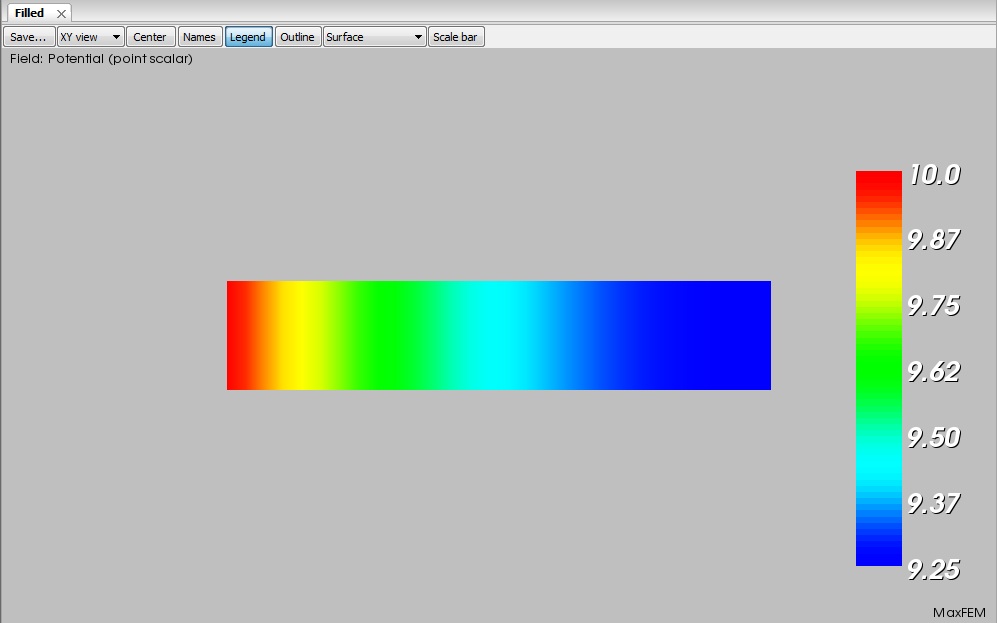 Filled
Save... XY view Center Names Legend Outline Surface Scale bar
Field: Potential (point scalar)
10.0
9.87
9.75
9.62
9.50
9.37
9.25
MaxFEM